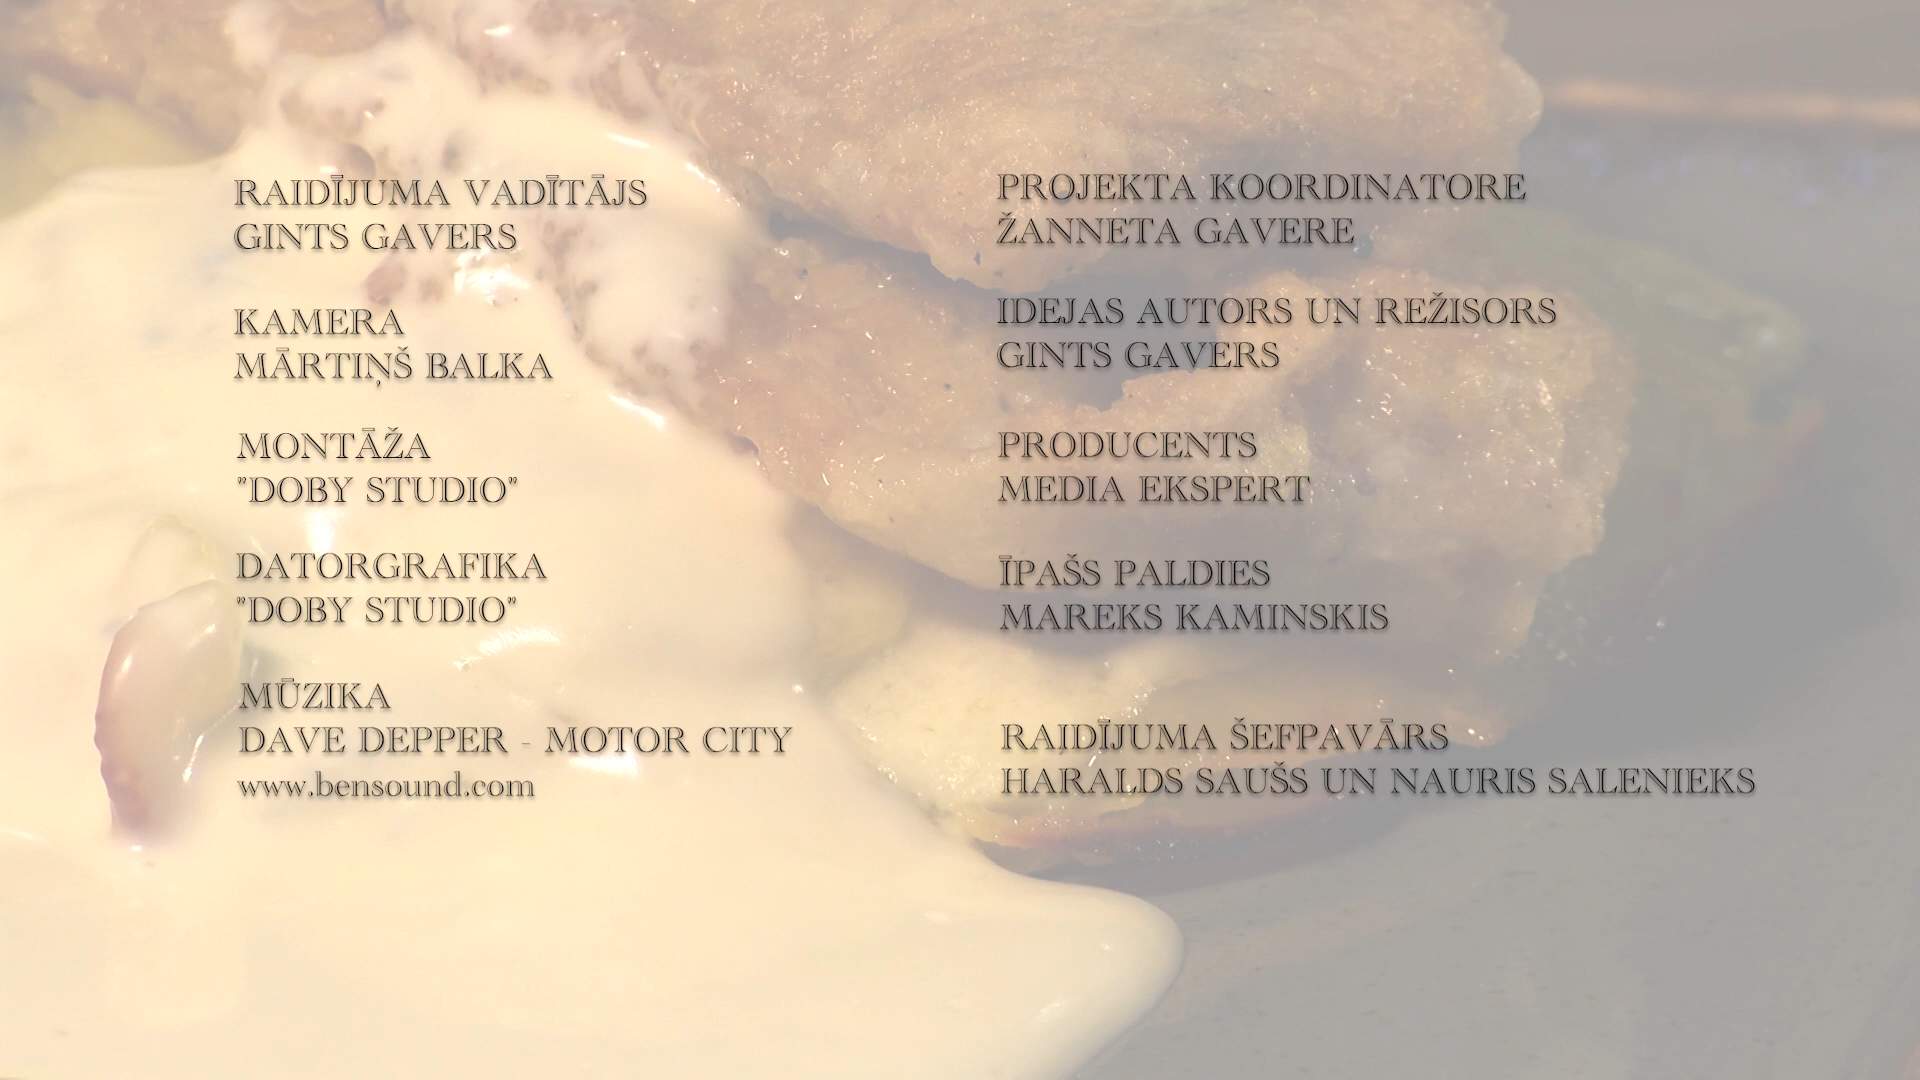 RAIDĪJUMA VADĪTĀJS
GINTS GAVERS
KAMERA
MĀRTIŅŠ BALKA
MONTĀŽA
"DOBY STUDIO"
DATORGRAFIKA
"DOBY STUDIO"
MŪZIKA
DAVE DEPPER - MOTOR CITY
www.bensound.com
PROJEKTA KOORDINATORE
ŽANNETA GAVERE
IDEJAS AUTORS UN REŽISORS
GINTS GAVERS
PRODUCENTS
MEDIA EKSPERT
ĪPAŠS PALDIES
MAREKS KAMINSKIS
RAIDĪJUMA ŠEFPAVĀRS
HARALDS SAUŠS UN NAURIS SALENIEKS